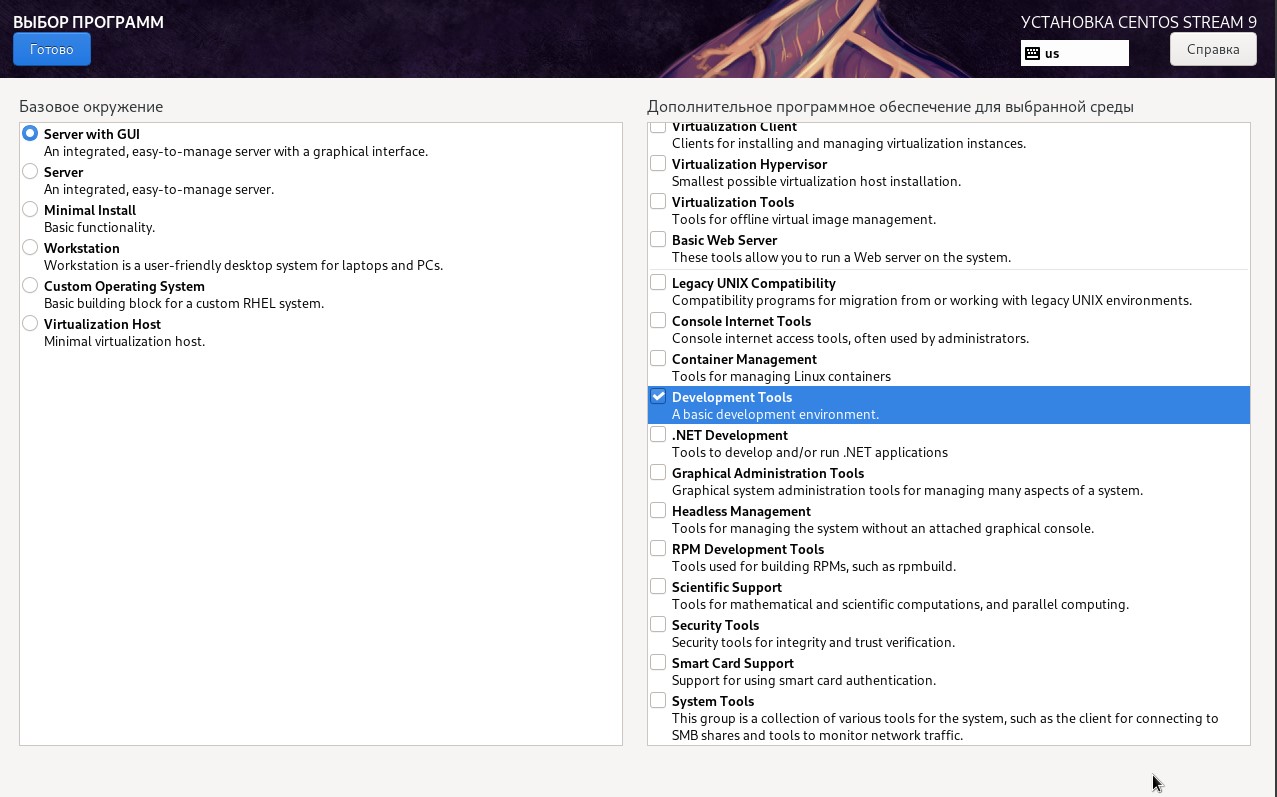 ВЫБОР ПРОГРАММ
Готово
УСТАНОВКА CENTOS STREAM 9
us
Справка
Базовое окружение
Server with GUI
An integrated, easy-to-manage server with a graphical interface.
Server
An integrated, easy-to-manage server.
Minimal Install
Basic functionality.
Workstation
Workstation is a user-friendly desktop system for laptops and PCs.
Custom Operating System
Basic building block for a custom RHEL system.
Virtualization Host
Minimal virtualization host.
Дополнительное программное обеспечение для выбранной среды
Virtualization Client
Clients for installing and managing virtualization instances.
Virtualization Hypervisor
Smallest possible virtualization host installation.
Virtualization Tools
Tools for offline virtual image management.
Basic Web Server
These tools allow you to run a Web server on the system.
Legacy UNIX Compatibility
Compatibility programs for migration from or working with legacy UNIX environments.
Console Internet Tools
Console internet access tools, often used by administrators.
Container Management
Tools for managing Linux containers
Development Tools
A basic development environment.
.NET Development
Tools to develop and/or run .NET applications
Graphical Administration Tools
Graphical system administration tools for managing many aspects of a system.
Headless Management
Tools for managing the system without an attached graphical console.
RPM Development Tools
Tools used for building RPMs, such as rpmbuild.
Scientific Support
Tools for mathematical and scientific computations, and parallel computing.
Security Tools
Security tools for integrity and trust verification.
Smart Card Support
Support for using smart card authentication.
System Tools
This group is a collection of various tools for the system, such as the client for connecting to
SMB shares and tools to monitor network traffic.